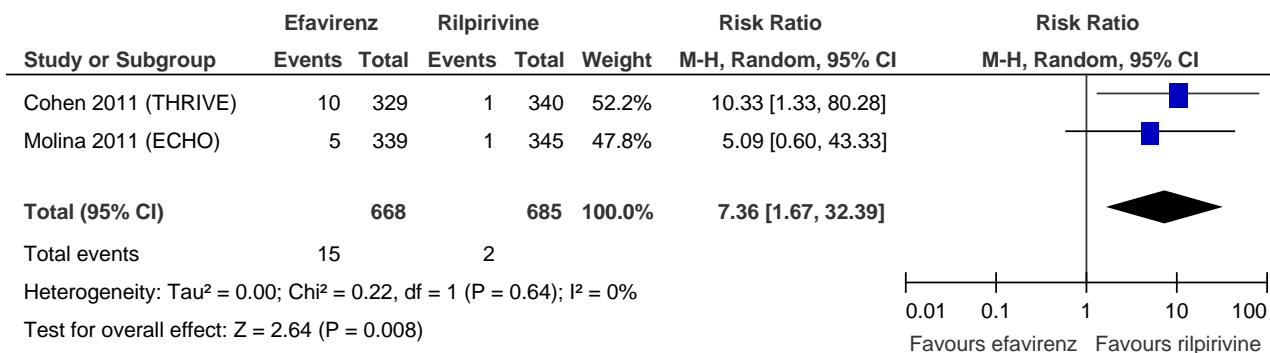 Efavirenz Rilpirivine Risk Ratio Risk Ratio
Study or Subgroup Events Total Events Total Weight M-H, Random, 95% CI M-H, Random, 95% CI
Cohen 2011 (THRIVE) 10 329 1 340 52.2% 10.33 [1.33, 80.28]
Molina 2011 (ECHO) 5 339 1 345 47.8% 5.09 [0.60, 43.33]
Total (95% CI) 668 685 100.0% 7.36 [1.67, 32.39]
Total events 15 2
Heterogeneity: Tau² = 0.00; Chi² = 0.22, df = 1 (P = 0.64); I² = 0%
Test for overall effect: Z = 2.64 (P = 0.008)
0.01 0.1 1 10 100
Favours efavirenz Favours rilpirivine